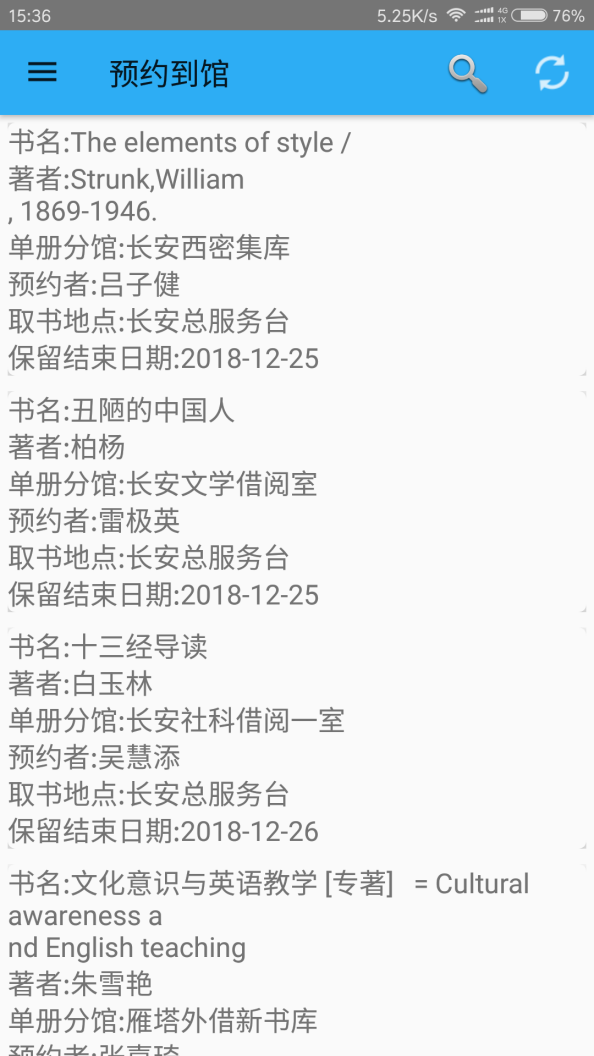 15:36 5.25K/s 4G 1X 76%
预约到馆
书名:The elements of style /
著者:Strunk,William
, 1869-1946.
单册分馆:长安西密集库
预约者:吕子健
取书地点:长安总服务台
保留结束日期:2018-12-25
书名:丑陋的中国人
著者:柏杨
单册分馆:长安文学借阅室
预约者:雷极英
取书地点:长安总服务台
保留结束日期:2018-12-25
书名:十三经导读
著者:白玉林
单册分馆:长安社科借阅一室
预约者:吴慧添
取书地点:长安总服务台
保留结束日期:2018-12-26
书名:文化意识与英语教学 [专著]   = Cultural
awareness a
nd English teaching
著者:朱雪艳
单册分馆:雁塔外借新书库
预约者:张嘉琦